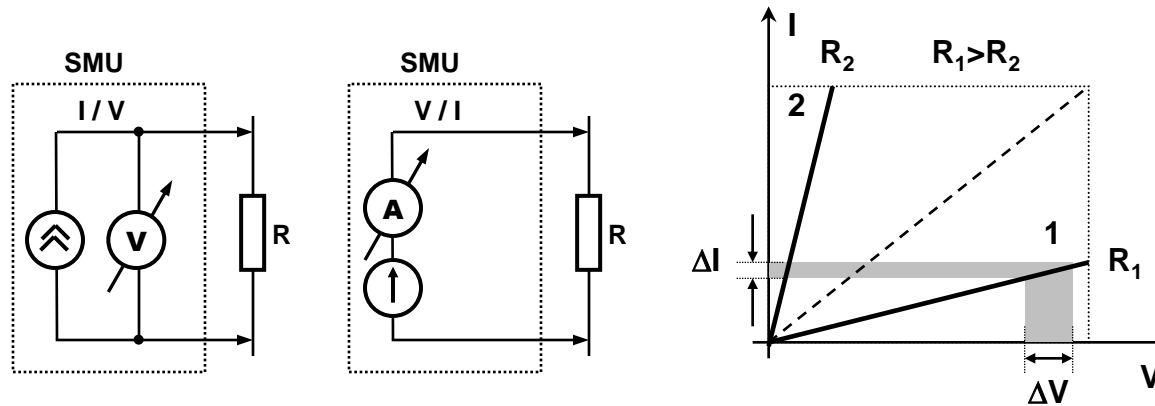 SMU
I / V
V
R
SMU
V / I
A
R
I
R₂
R₁>R₂
2
1
ΔI
R₁
ΔV
V